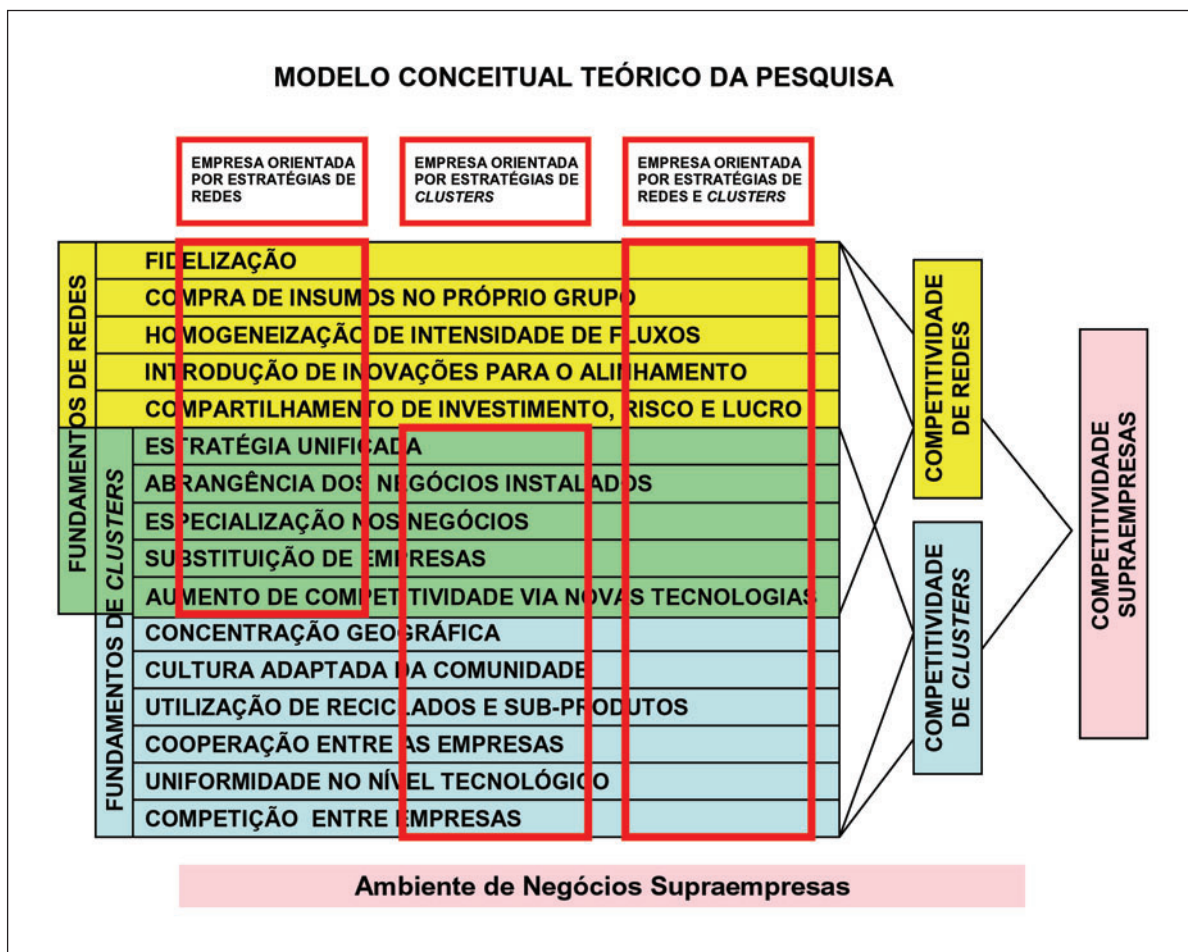 MODELO CONCEITUAL TEÓRICO DA PESQUISA
EMPRESA ORIENTADA
POR ESTRATÉGIAS DE
REDES
EMPRESA ORIENTADA
POR ESTRATÉGIAS DE
CLUSTERS
EMPRESA ORIENTADA
POR ESTRATÉGIAS DE
REDES E CLUSTERS
FUNDAMENTOS DE REDES
FUNDAMENTOS DE CLUSTERS
FIDELIZAÇÃO
COMPRA DE INSUMOS NO PRÓPRIO GRUPO
HOMOGENEIZAÇÃO DE INTENSIDADE DE FLUXOS
INTRODUÇÃO DE INOVAÇÕES PARA O ALINHAMENTO
COMPARTILHAMENTO DE INVESTIMENTO, RISCO E LUCRO
ESTRATÉGIA UNIFICADA
ABRANGÊNCIA DOS NEGÓCIOS INSTALADOS
ESPECIALIZAÇÃO NOS NEGÓCIOS
SUBSTITUIÇÃO DE EMPRESAS
AUMENTO DE COMPETITIVIDADE VIA NOVAS TECNOLOGIAS
CONCENTRAÇÃO GEOGRÁFICA
CULTURA ADAPTADA DA COMUNIDADE
UTILIZAÇÃO DE RECICLADOS E SUB-PRODUTOS
COOPERAÇÃO ENTRE AS EMPRESAS
UNIFORMIDADE NO NÍVEL TECNOLÓGICO
COMPETIÇÃO ENTRE EMPRESAS
COMPETITIVIDADE
DE REDES
COMPETITIVIDADE
DE CLUSTERS
COMPETITIVIDADE
SUPRAEMPRESAS
Ambiente de Negócios Supraempresas